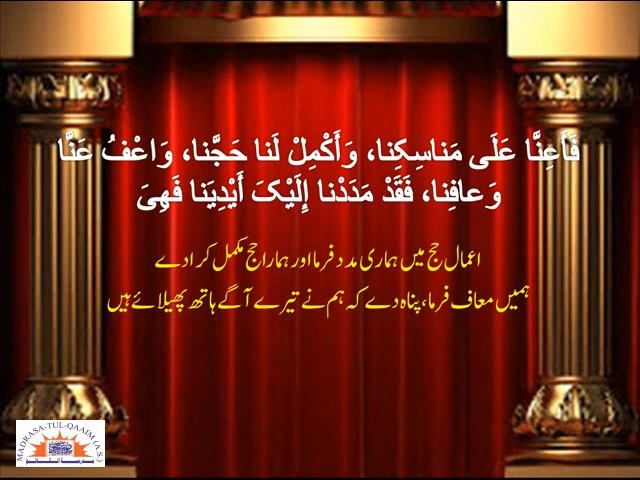 فَأَعِنَّا عَلَى مَناسِكِنا، وَأَكْمِلْ لَنا حَجَّنا، وَاعْفُ عَنَّا
وَعافِنا، فَقَدْ مَدَدْنا إِلَيْکَ أَيْدِيَنا فَهِیَ
اعمال حج میں ہماری مدد فرما اور ہمارا حج مکمل کرا دے
ہمیں معاف فرما، پناہ دے کہ ہم نے تیرے آگے ہاتھ پھیلائے ہیں
MADRASA-TUL-QAAIM (A.S.)